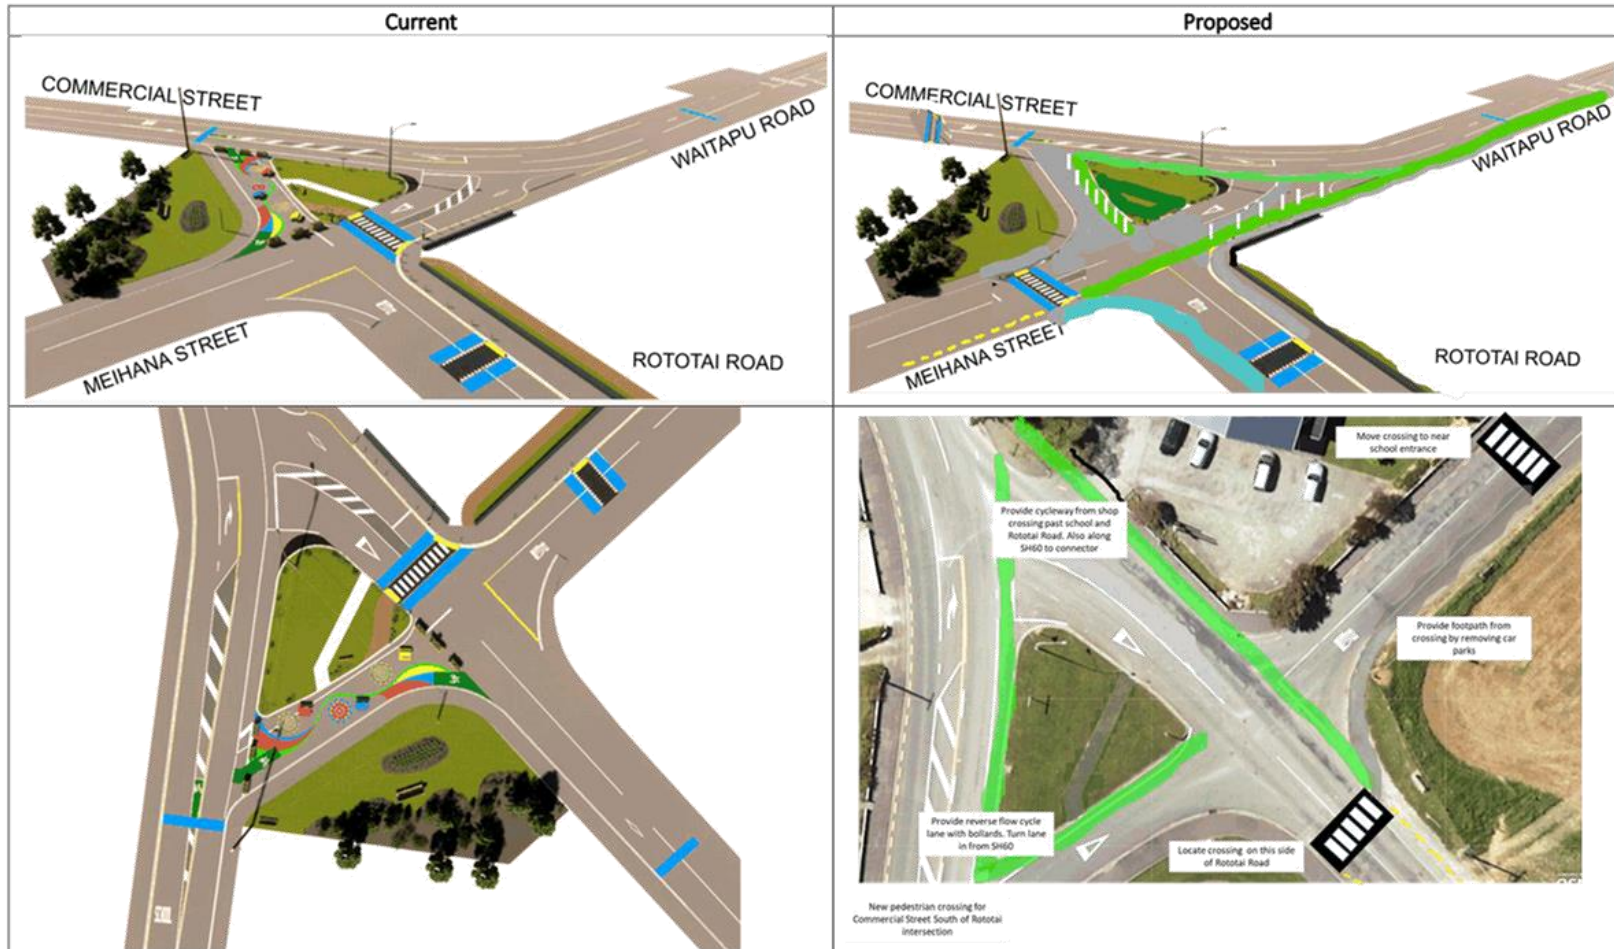 Current
Proposed
COMMERCIAL STREET
WAITAPU ROAD
MEIHANA STREET
ROTOTAI ROAD
COMMERCIAL STREET
WAITAPU ROAD
MEIHANA STREET
ROTOTAI ROAD
Move crossing to near
school entrance
Provide cycleway from shop
crossing past school and
Rototai Road. Also along
SH60 to connector
Provide footpath from
crossing by removing car
parks
Provide reverse flow cycle
lane with bollards. Turn lane
in from SH60
Locate crossing on this side
of Rototai Road
SCHOOL
New pedestrian crossing for
Commercial Street South of Rototai
intersection